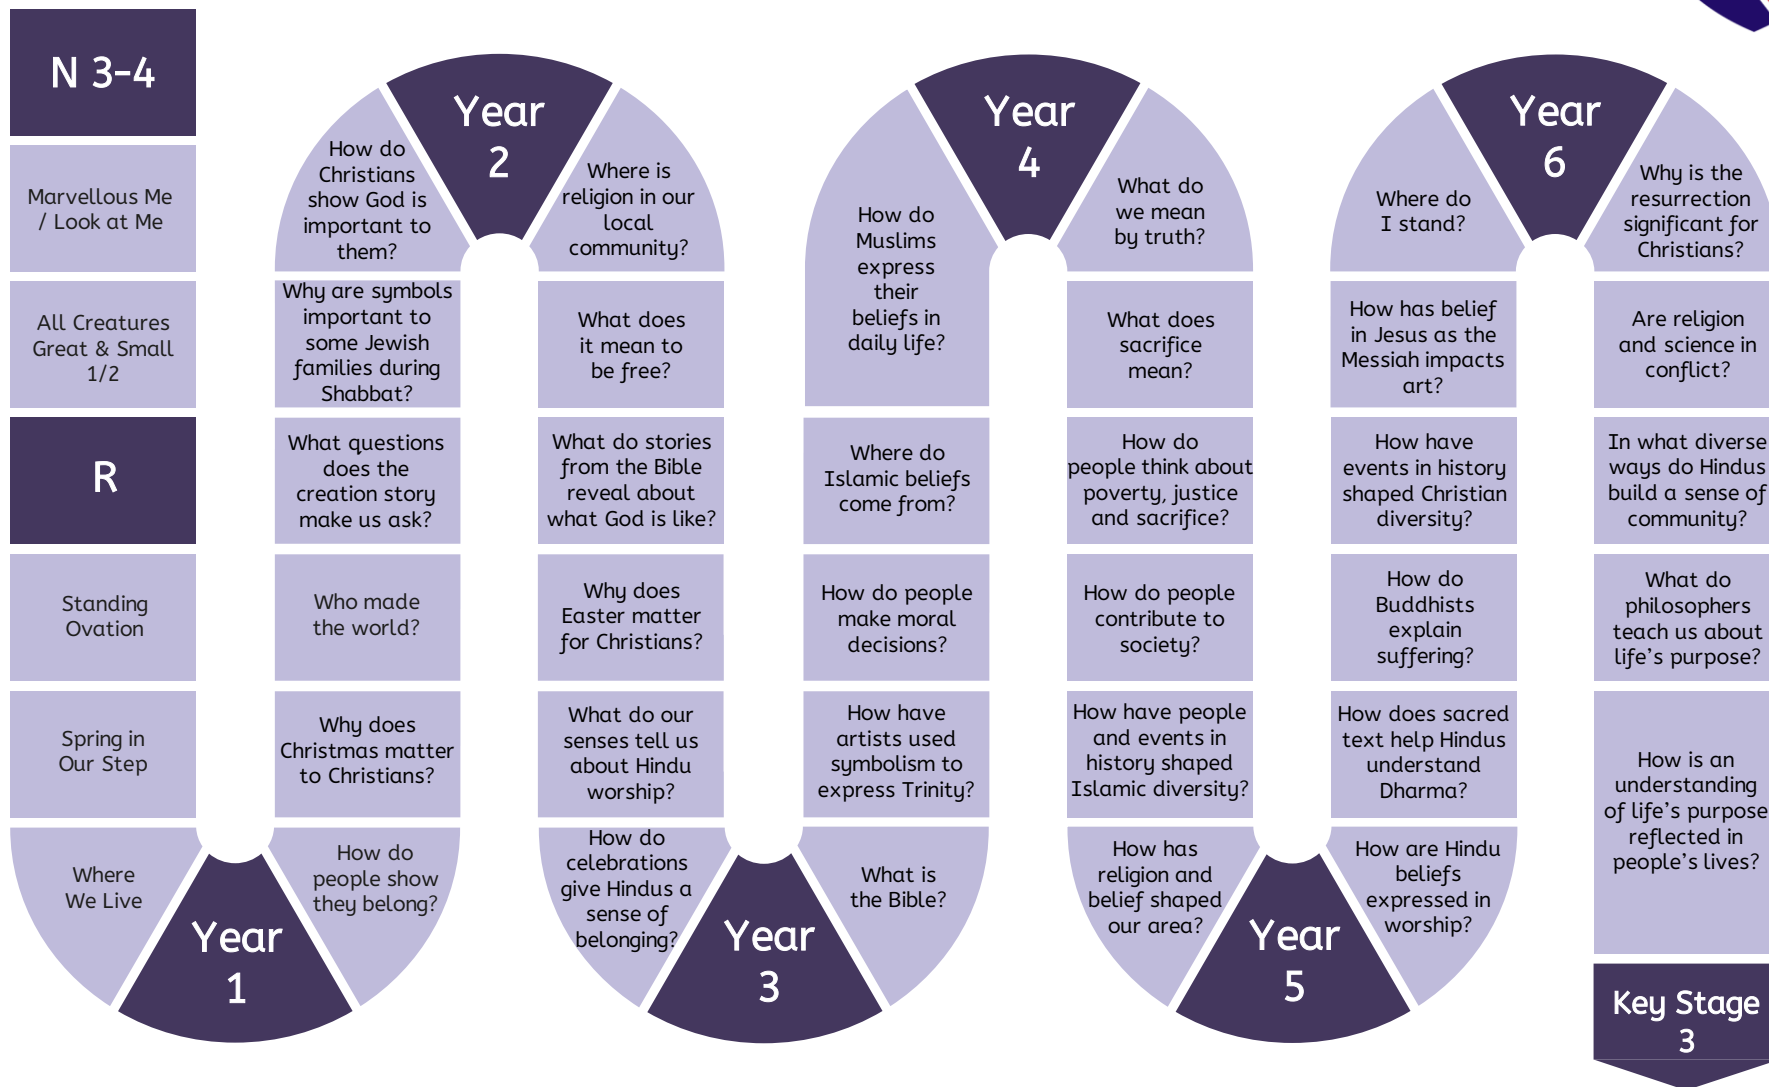 N 3-4
Marvellous Me
/ Look at Me
All Creatures
Great & Small
1/2
R
Standing
Ovation
Spring in
Our Step
Where
We Live
Year
1
How do
people show
they belong?
Why does
Christmas matter
to Christians?
Who made
the world?
What questions
does the
creation story
make us ask?
Why are symbols
important to
some Jewish
families during
Shabbat?
How do
Christians
show God is
important to
them?
Year
2
Where is
religion in our
local
community?
What does
it mean to
be free?
What do stories
from the Bible
reveal about
what God is like?
Why does
Easter matter
for Christians?
What do our
senses tell us
about Hindu
worship?
How do
celebrations
give Hindus a
sense of
belonging?
Year
3
What is
the Bible?
How have
artists used
symbolism to
express Trinity?
How do people
make moral
decisions?
Where do
Islamic beliefs
come from?
How do
Muslims
express
their
beliefs in
daily life?
Year
4
What do
we mean
by truth?
What does
sacrifice
mean?
How do
people think about
poverty, justice
and sacrifice?
How do people
contribute to
society?
How have people
and events in
history shaped
Islamic diversity?
How has
religion and
belief shaped
our area?
Year
5
How are Hindu
beliefs
expressed in
worship?
How does sacred
text help Hindus
understand
Dharma?
How do
Buddhists
explain
suffering?
How have
events in history
shaped Christian
diversity?
How has belief
in Jesus as the
Messiah impacts
art?
Where do
I stand?
Year
6
Why is the
resurrection
significant for
Christians?
Are religion
and science in
conflict?
In what diverse
ways do Hindus
build a sense of
community?
What do
philosophers
teach us about
life's purpose?
How is an
understanding
of life's purpose
reflected in
people's lives?
Key Stage
3